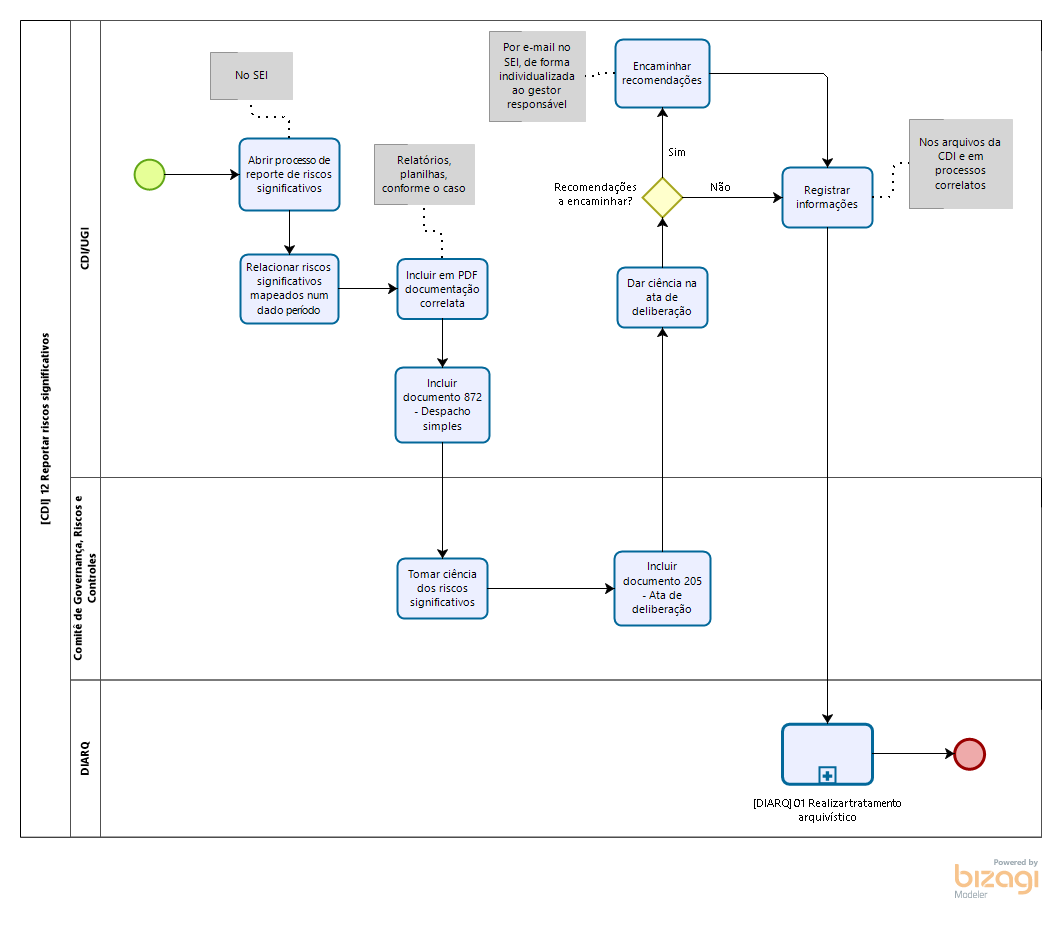 [CDI] 12 Reportar riscos significativos
CDI/UGI
No SEI
Abrir processo de
reporte de riscos
significativos
Relacionar riscos
significativos
mapeados num
dado período
Relatórios,
planilhas,
conforme o caso
Incluir em PDF
documentação
correlata
Incluir
documento 872
- Despacho
simples
Por e-mail no
SEI, de forma
individualizada
ao gestor
responsável
Encaminhar
recomendações
Sim
Recomendações
a encaminhar?
Não
Dar ciência na
ata de
deliberação
Registrar
informações
Nos arquivos da
CDI e em
processos
correlatos
Comitê de Governança, Riscos e
Controles
Tomar ciência
dos riscos
significativos
Incluir
documento 205
- Ata de
deliberação
DIARQ
[DIARQ] 01 Realizar tratamento
arquivístico
Powered by
bizagi
Modeler